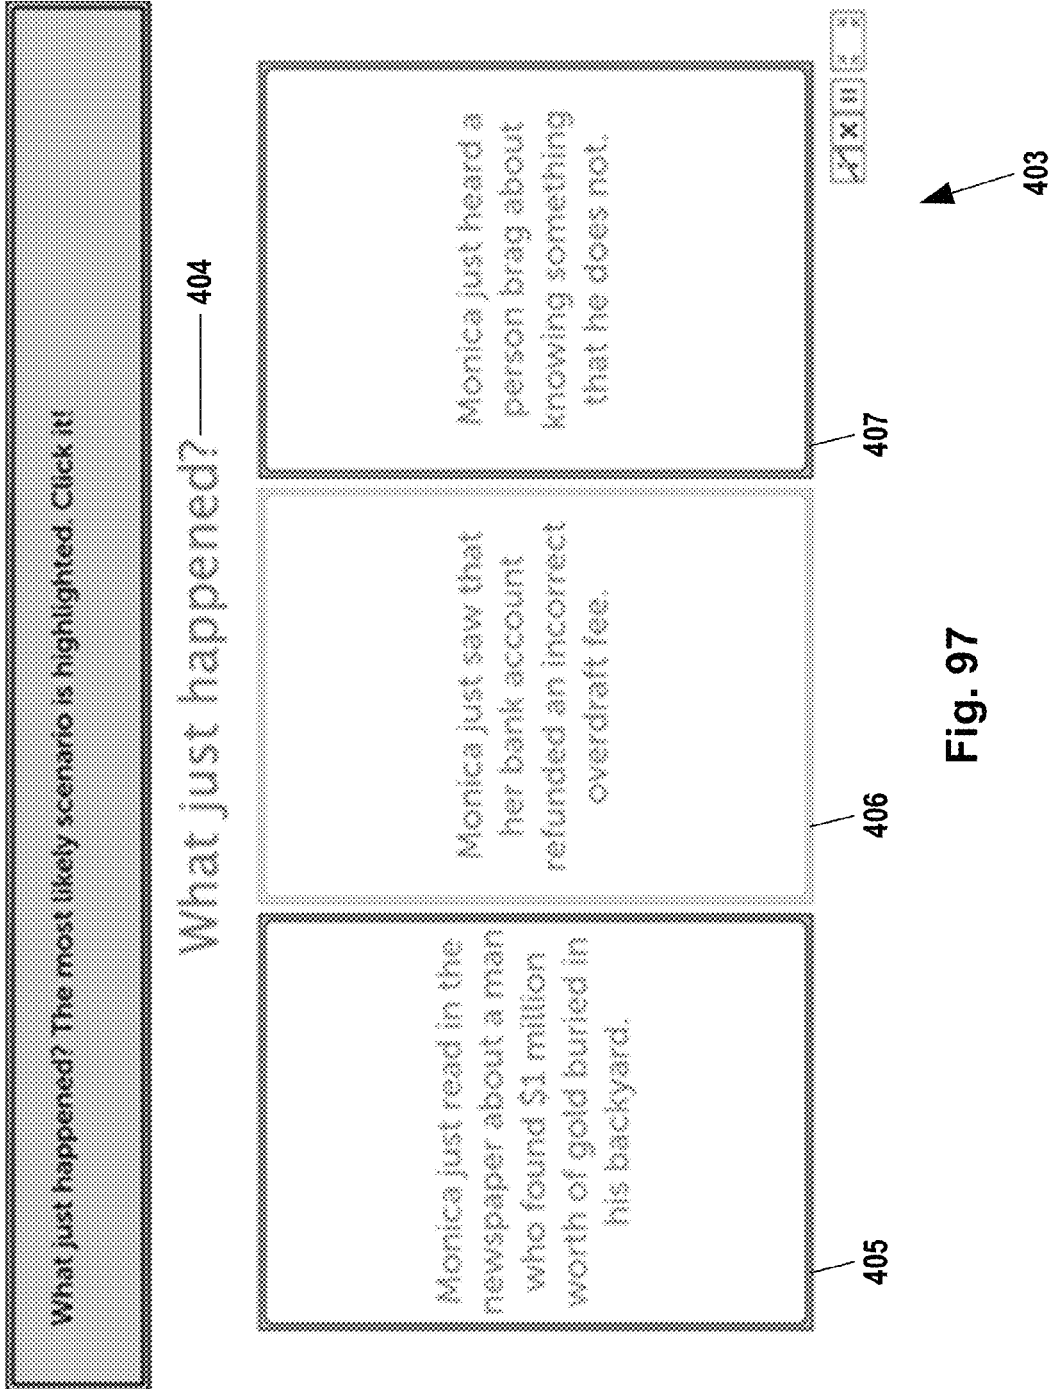 What just happened? The most likely scenario is highlighted. Click it!
What just happened?
404
Monica just read in the
newspaper about a man
who found $1 million
worth of gold buried in
his backyard.
Monica just saw that
her bank account
refunded an incorrect
overdraft fee.
Monica just heard a
person brag about
knowing something
that he does not.
405
406
407
403
Fig. 97